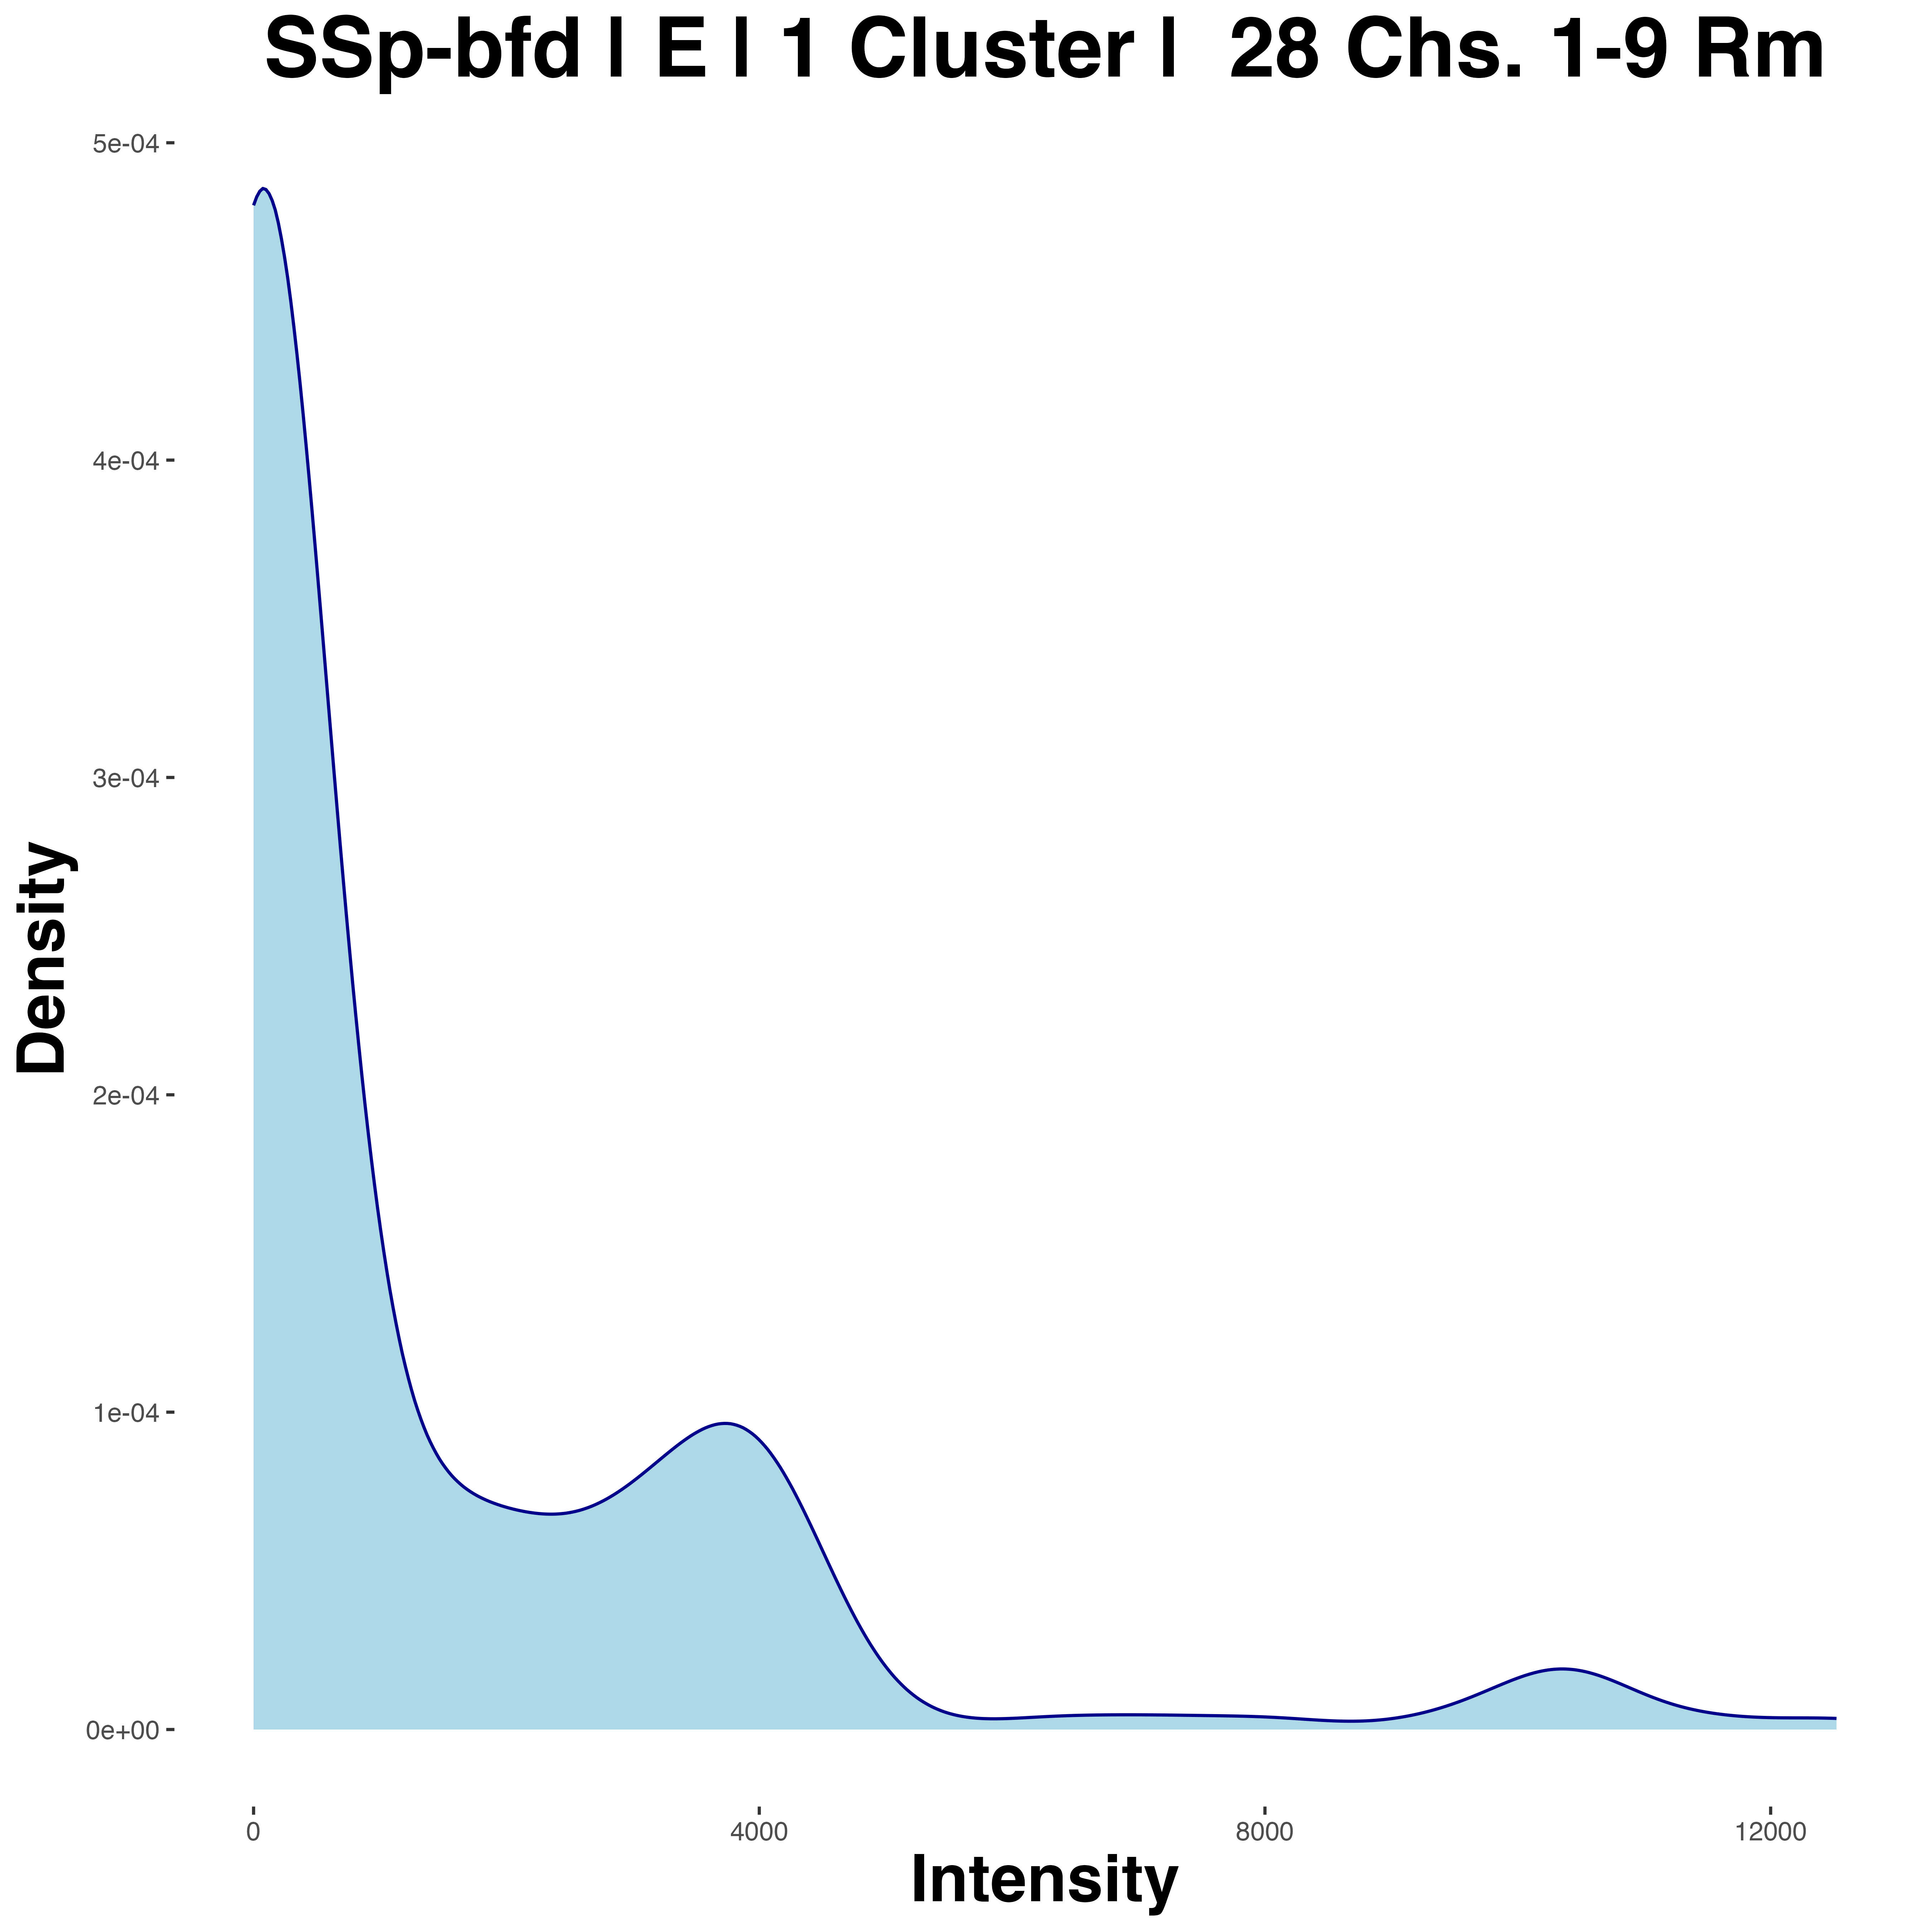 SSp-bfd | E | 1 Cluster |  28 Chs. 1-9 Rm
5e-04
4e-04
3e-04
2e-04
1e-04
0e+00
Density
0
4000
8000
12000
Intensity